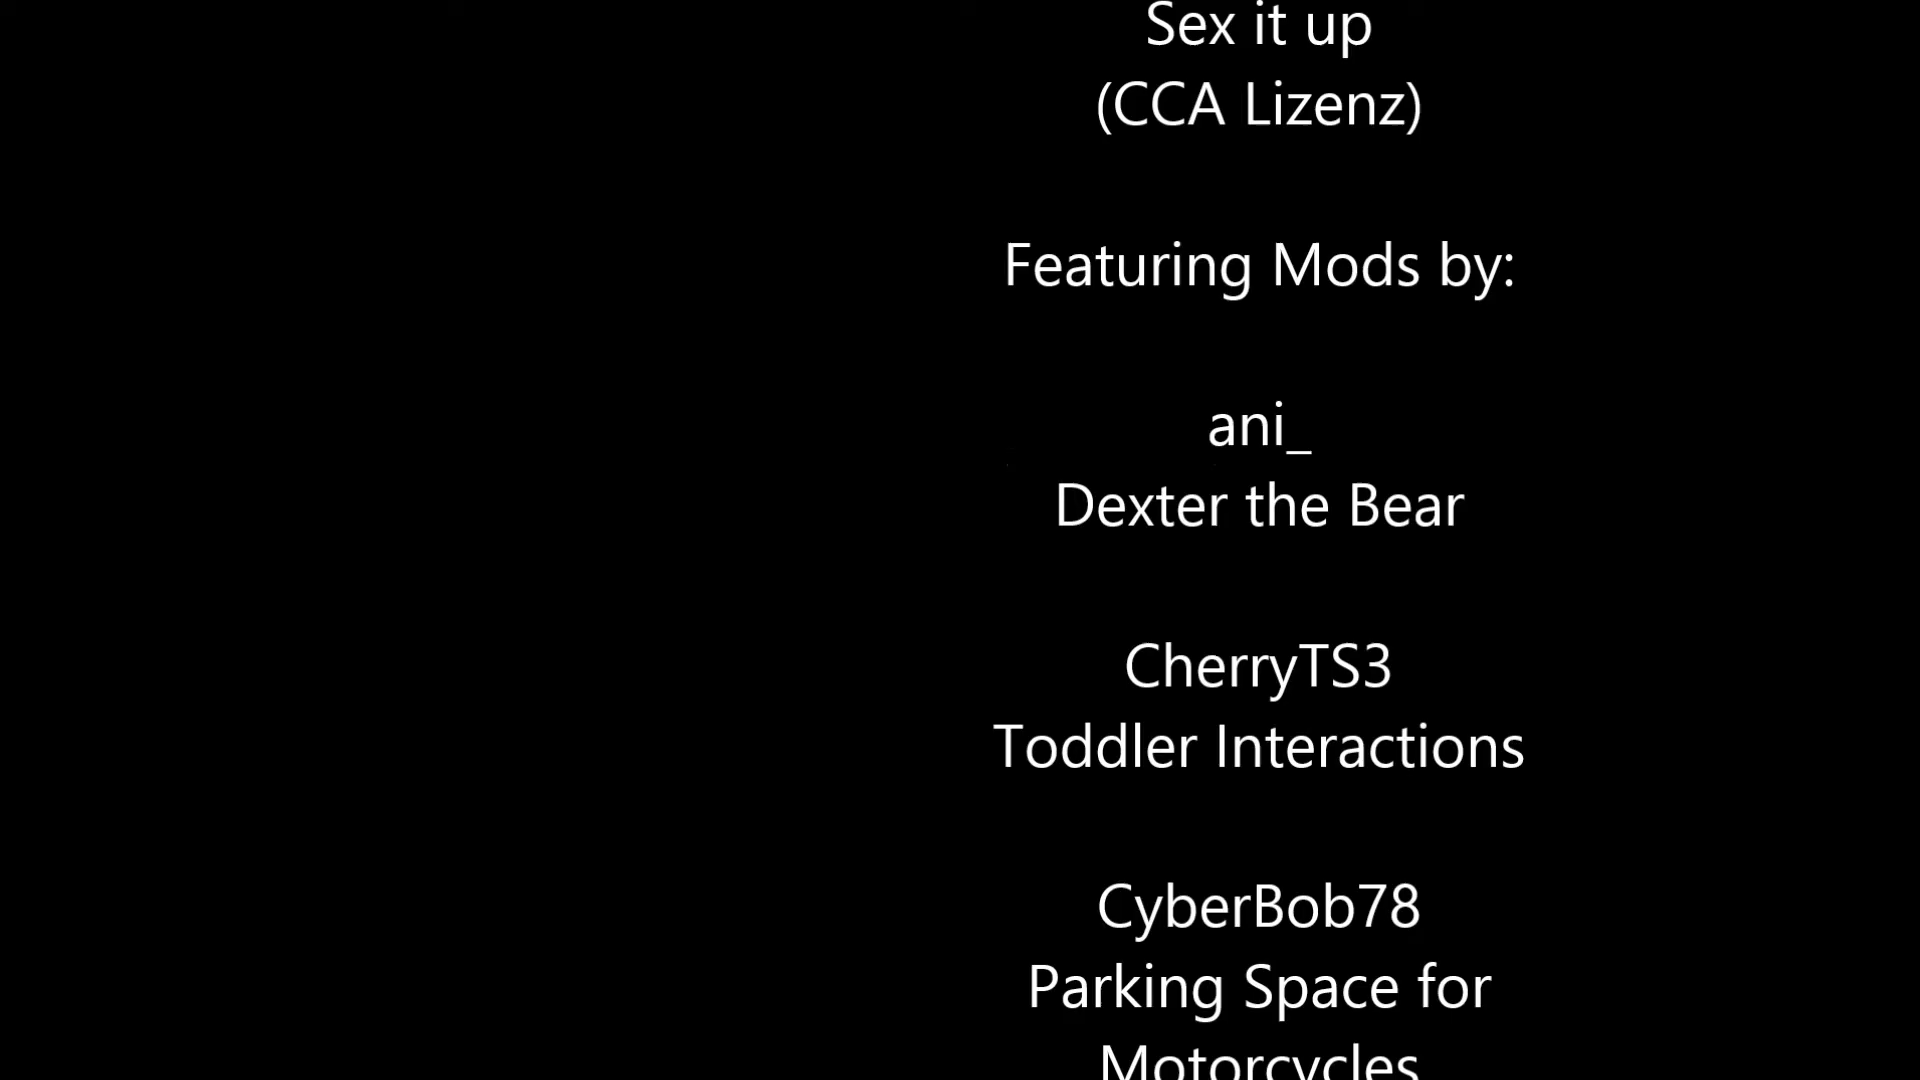 Sex it up
(CCA Lizenz)
Featuring Mods by:
ani_
Dexter the Bear
CherryTS3
Toddler Interactions
CyberBob78
Parking Space for
Motorcycles